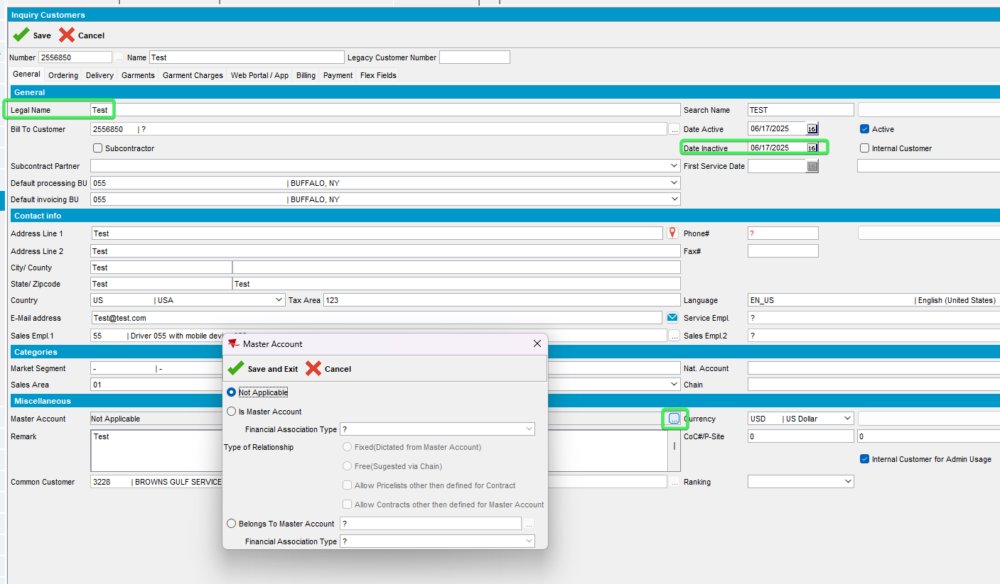 Inquiry Customers
Save Cancel
Number 2556850 ... Name Test Legacy Customer Number
General Ordering Delivery Garments Garment Charges Web Portal / App Billing Payment Flex Fields
General
Legal Name Test Search Name TEST
Bill To Customer 2556850 | ? ... Date Active 06/17/2025 16 Active
Subcontractor Date Inactive 06/17/2025 16 Internal Customer
Subcontract Partner First Service Date 16
Default processing BU 055 | BUFFALO, NY
Default invoicing BU 055 | BUFFALO, NY
Contact info
Address Line 1 Test Phone# ?
Address Line 2 Test Fax#
City/ County Test
State/ Zipcode Test Test
Country US | USA Tax Area 123 Language EN_US | English (United States)
E-Mail address Test@test.com Service Empl. ?
Sales Empl.1 55 | Driver 055 with mobile ... Sales Empl.2 ?
Categories
Market Segment - | - Nat. Account
Sales Area 01 Chain
Miscellaneous
Master Account Not Applicable ... Currency USD | US Dollar
Remark Test CoC#/P-Site 0 0
Internal Customer for Admin Usage
Common Customer 3228 | BROWNS GULF SERVICE ... Ranking
Master Account
Save and Exit Cancel
Not Applicable
Is Master Account
Financial Association Type ?
Type of Relationship Fixed(Dictated from Master Account)
Free(Sugested via Chain)
Allow Pricelists other then defined for Contract
Allow Contracts other then defined for Master Account
Belongs To Master Account ? ...
Financial Association Type ?